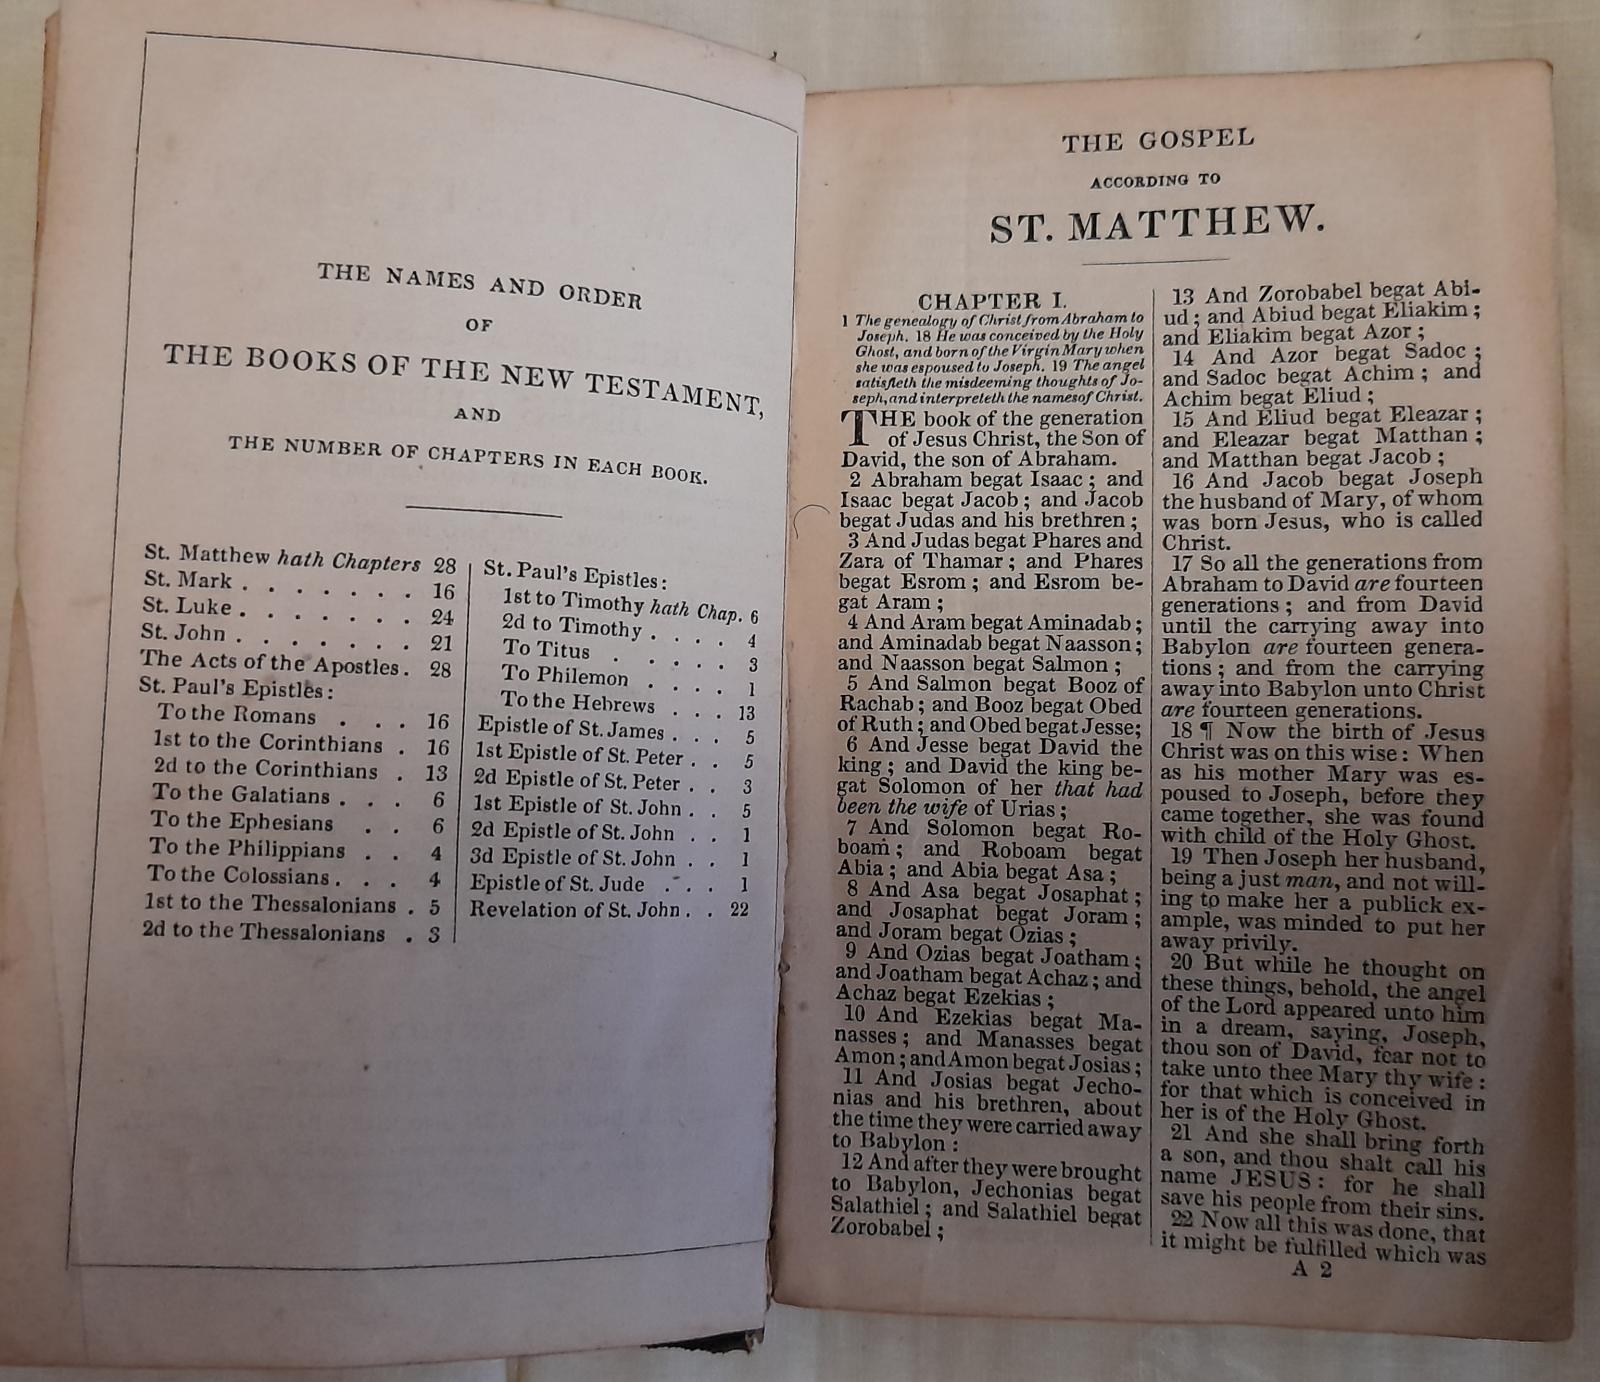 THE NAMES AND ORDER
OF
THE BOOKS OF THE NEW TESTAMENT,
AND
THE NUMBER OF CHAPTERS IN EACH BOOK.
St. Matthew hath Chapters 28
St. Mark . . . . . . . 16
St. Luke . . . . . . . 24
St. John . . . . . . . 21
The Acts of the Apostles . 28
St. Paul's Epistles:
To the Romans . . . 16
1st to the Corinthians . 16
2d to the Corinthians . 13
To the Galatians . . . 6
To the Ephesians . . 6
To the Philippians . . 4
To the Colossians . . . 4
1st to the Thessalonians . 5
2d to the Thessalonians . 3
St. Paul's Epistles:
1st to Timothy hath Chap. 6
2d to Timothy . . . . 4
To Titus . . . . . 3
To Philemon . . . . 1
To the Hebrews . . . 13
Epistle of St. James . . . 5
1st Epistle of St. Peter . . 5
2d Epistle of St. Peter . . 3
1st Epistle of St. John . . 5
2d Epistle of St. John . . 1
3d Epistle of St. John . . 1
Epistle of St. Jude . . . 1
Revelation of St. John . . 22
THE GOSPEL
ACCORDING TO
ST. MATTHEW.
CHAPTER I.
1 The genealogy of Christ from Abraham to
Joseph. 18 He was conceived by the Holy
Ghost, and born of the Virgin Mary when
she was espoused to Joseph. 19 The angel
satisfieth the misdeeming thoughts of Jo-
seph, and interpreteth the names of Christ.
THE book of the generation
of Jesus Christ, the Son of
David, the son of Abraham.
2 Abraham begat Isaac; and
Isaac begat Jacob; and Jacob
begat Judas and his brethren;
3 And Judas begat Phares and
Zara of Thamar; and Phares
begat Esrom; and Esrom be-
gat Aram;
4 And Aram begat Aminadab;
and Aminadab begat Naasson;
and Naasson begat Salmon;
5 And Salmon begat Booz of
Rachab; and Booz begat Obed
of Ruth; and Obed begat Jesse;
6 And Jesse begat David the
king; and David the king be-
gat Solomon of her that had
been the wife of Urias;
7 And Solomon begat Ro-
boam; and Roboam begat
Abia; and Abia begat Asa;
8 And Asa begat Josaphat;
and Josaphat begat Joram;
and Joram begat Ozias;
9 And Ozias begat Joatham;
and Joatham begat Achaz; and
Achaz begat Ezekias;
10 And Ezekias begat Ma-
nasses; and Manasses begat
Amon; and Amon begat Josias;
11 And Josias begat Jecho-
nias and his brethren, about
the time they were carried away
to Babylon:
12 And after they were brought
to Babylon, Jechonias begat
Salathiel; and Salathiel begat
Zorobabel;
13 And Zorobabel begat Abi-
ud; and Abiud begat Eliakim;
and Eliakim begat Azor;
14 And Azor begat Sadoc;
and Sadoc begat Achim; and
Achim begat Eliud;
15 And Eliud begat Eleazar;
and Eleazar begat Matthan;
and Matthan begat Jacob;
16 And Jacob begat Joseph
the husband of Mary, of whom
was born Jesus, who is called
Christ.
17 So all the generations from
Abraham to David are fourteen
generations; and from David
until the carrying away into
Babylon are fourteen genera-
tions; and from the carrying
away into Babylon unto Christ
are fourteen generations.
18 ¶ Now the birth of Jesus
Christ was on this wise: When
as his mother Mary was es-
poused to Joseph, before they
came together, she was found
with child of the Holy Ghost.
19 Then Joseph her husband,
being a just man, and not will-
ing to make her a publick ex-
ample, was minded to put her
away privily.
20 But while he thought on
these things, behold, the angel
of the Lord appeared unto him
in a dream, saying, Joseph,
thou son of David, fear not to
take unto thee Mary thy wife:
for that which is conceived in
her is of the Holy Ghost.
21 And she shall bring forth
a son, and thou shalt call his
name JESUS: for he shall
save his people from their sins.
22 Now all this was done, that
it might be fulfilled which was
A 2